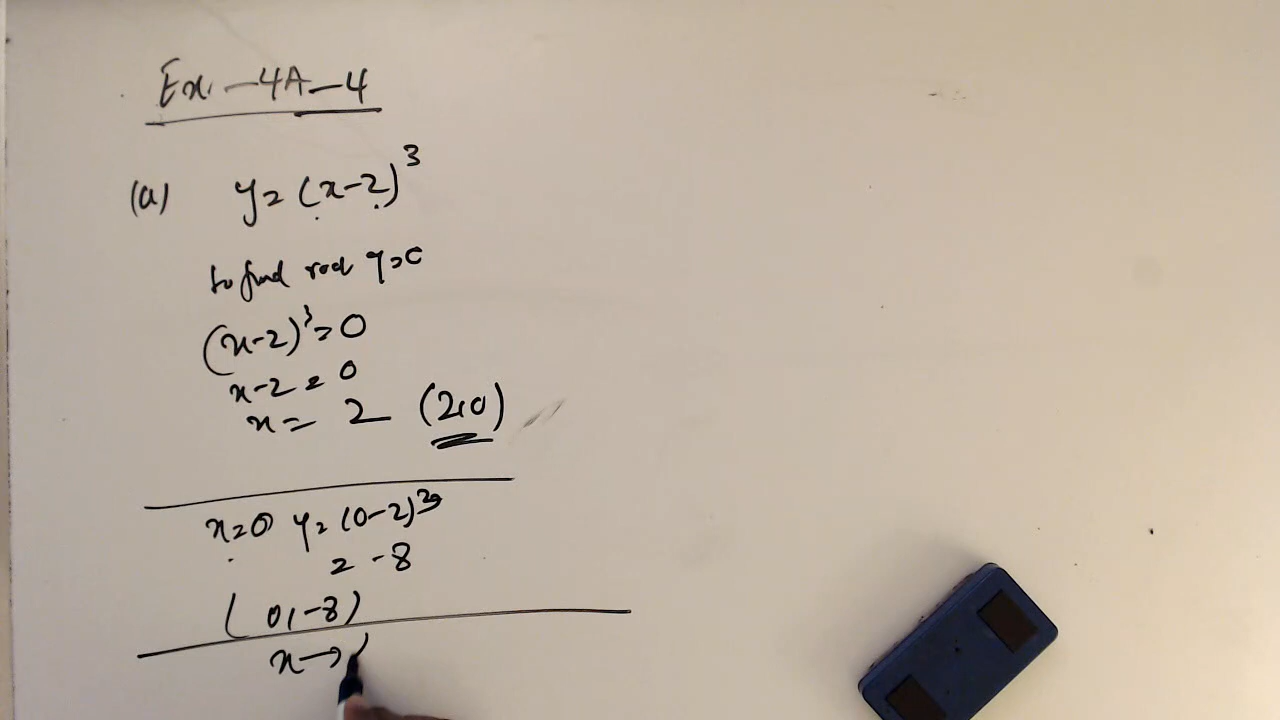 Ex. - 4A - 4
(a) y = (x-2)³
to find root y=0
(x-2)³ = 0
x-2 = 0
x = 2 (2,0)
x=0 y = (0-2)³
= -8
(0,-8)
x→